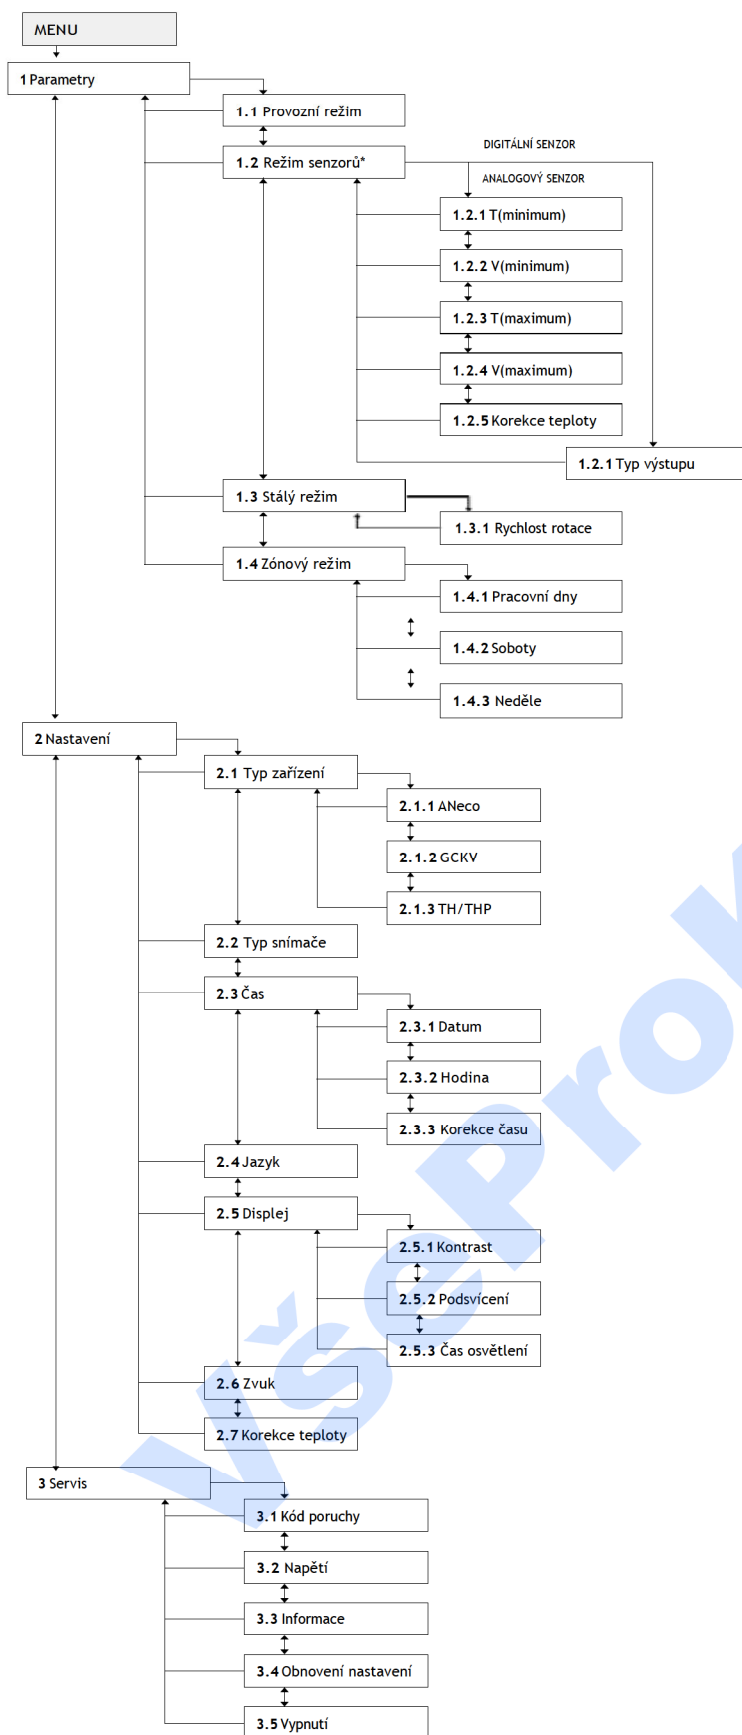 MENU
1 Parametry
1.1 Provozní režim
1.2 Režim senzorů*
DIGITÁLNÍ SENZOR
ANALOGOVÝ SENZOR
1.2.1 T(minimum)
1.2.2 V(minimum)
1.2.3 T(maximum)
1.2.4 V(maximum)
1.2.5 Korekce teploty
1.2.1 Typ výstupu
1.3 Stálý režim
1.3.1 Rychlost rotace
1.4 Zónový režim
1.4.1 Pracovní dny
1.4.2 Soboty
1.4.3 Neděle
2 Nastavení
2.1 Typ zařízení
2.1.1 ANeco
2.1.2 GCKV
2.1.3 TH/THP
2.2 Typ snímače
2.3 Čas
2.3.1 Datum
2.3.2 Hodina
2.3.3 Korekce času
2.4 Jazyk
2.5 Displej
2.5.1 Kontrast
2.5.2 Podsvícení
2.5.3 Čas osvětlení
2.6 Zvuk
2.7 Korekce teploty
3 Servis
3.1 Kód poruchy
3.2 Napětí
3.3 Informace
3.4 Obnovení nastavení
3.5 Vypnutí
VšeProK